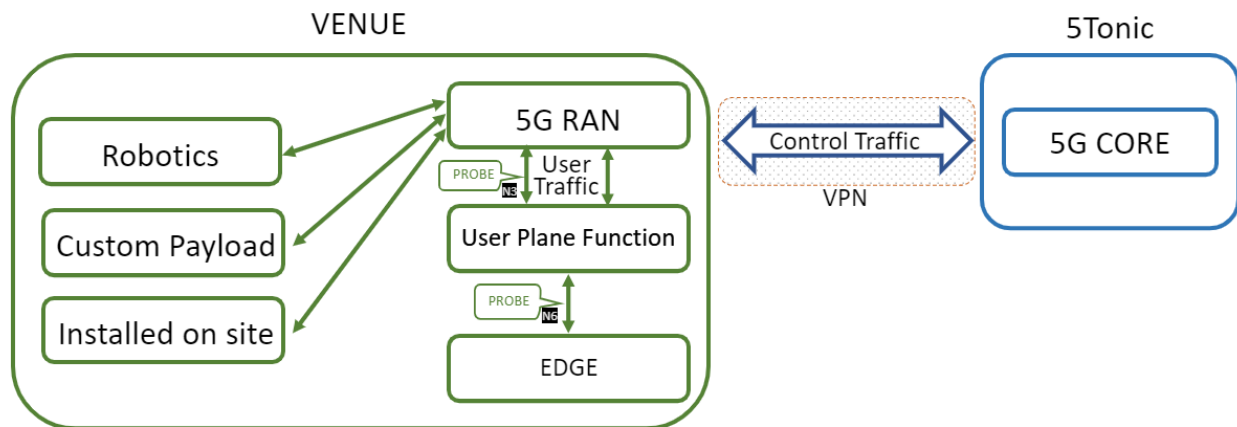 VENUE
5Tonic
5G RAN
Robotics
Control Traffic
5G CORE
PROBE
N3
User
Traffic
VPN
Custom Payload
User Plane Function
PROBE
N6
Installed on site
EDGE